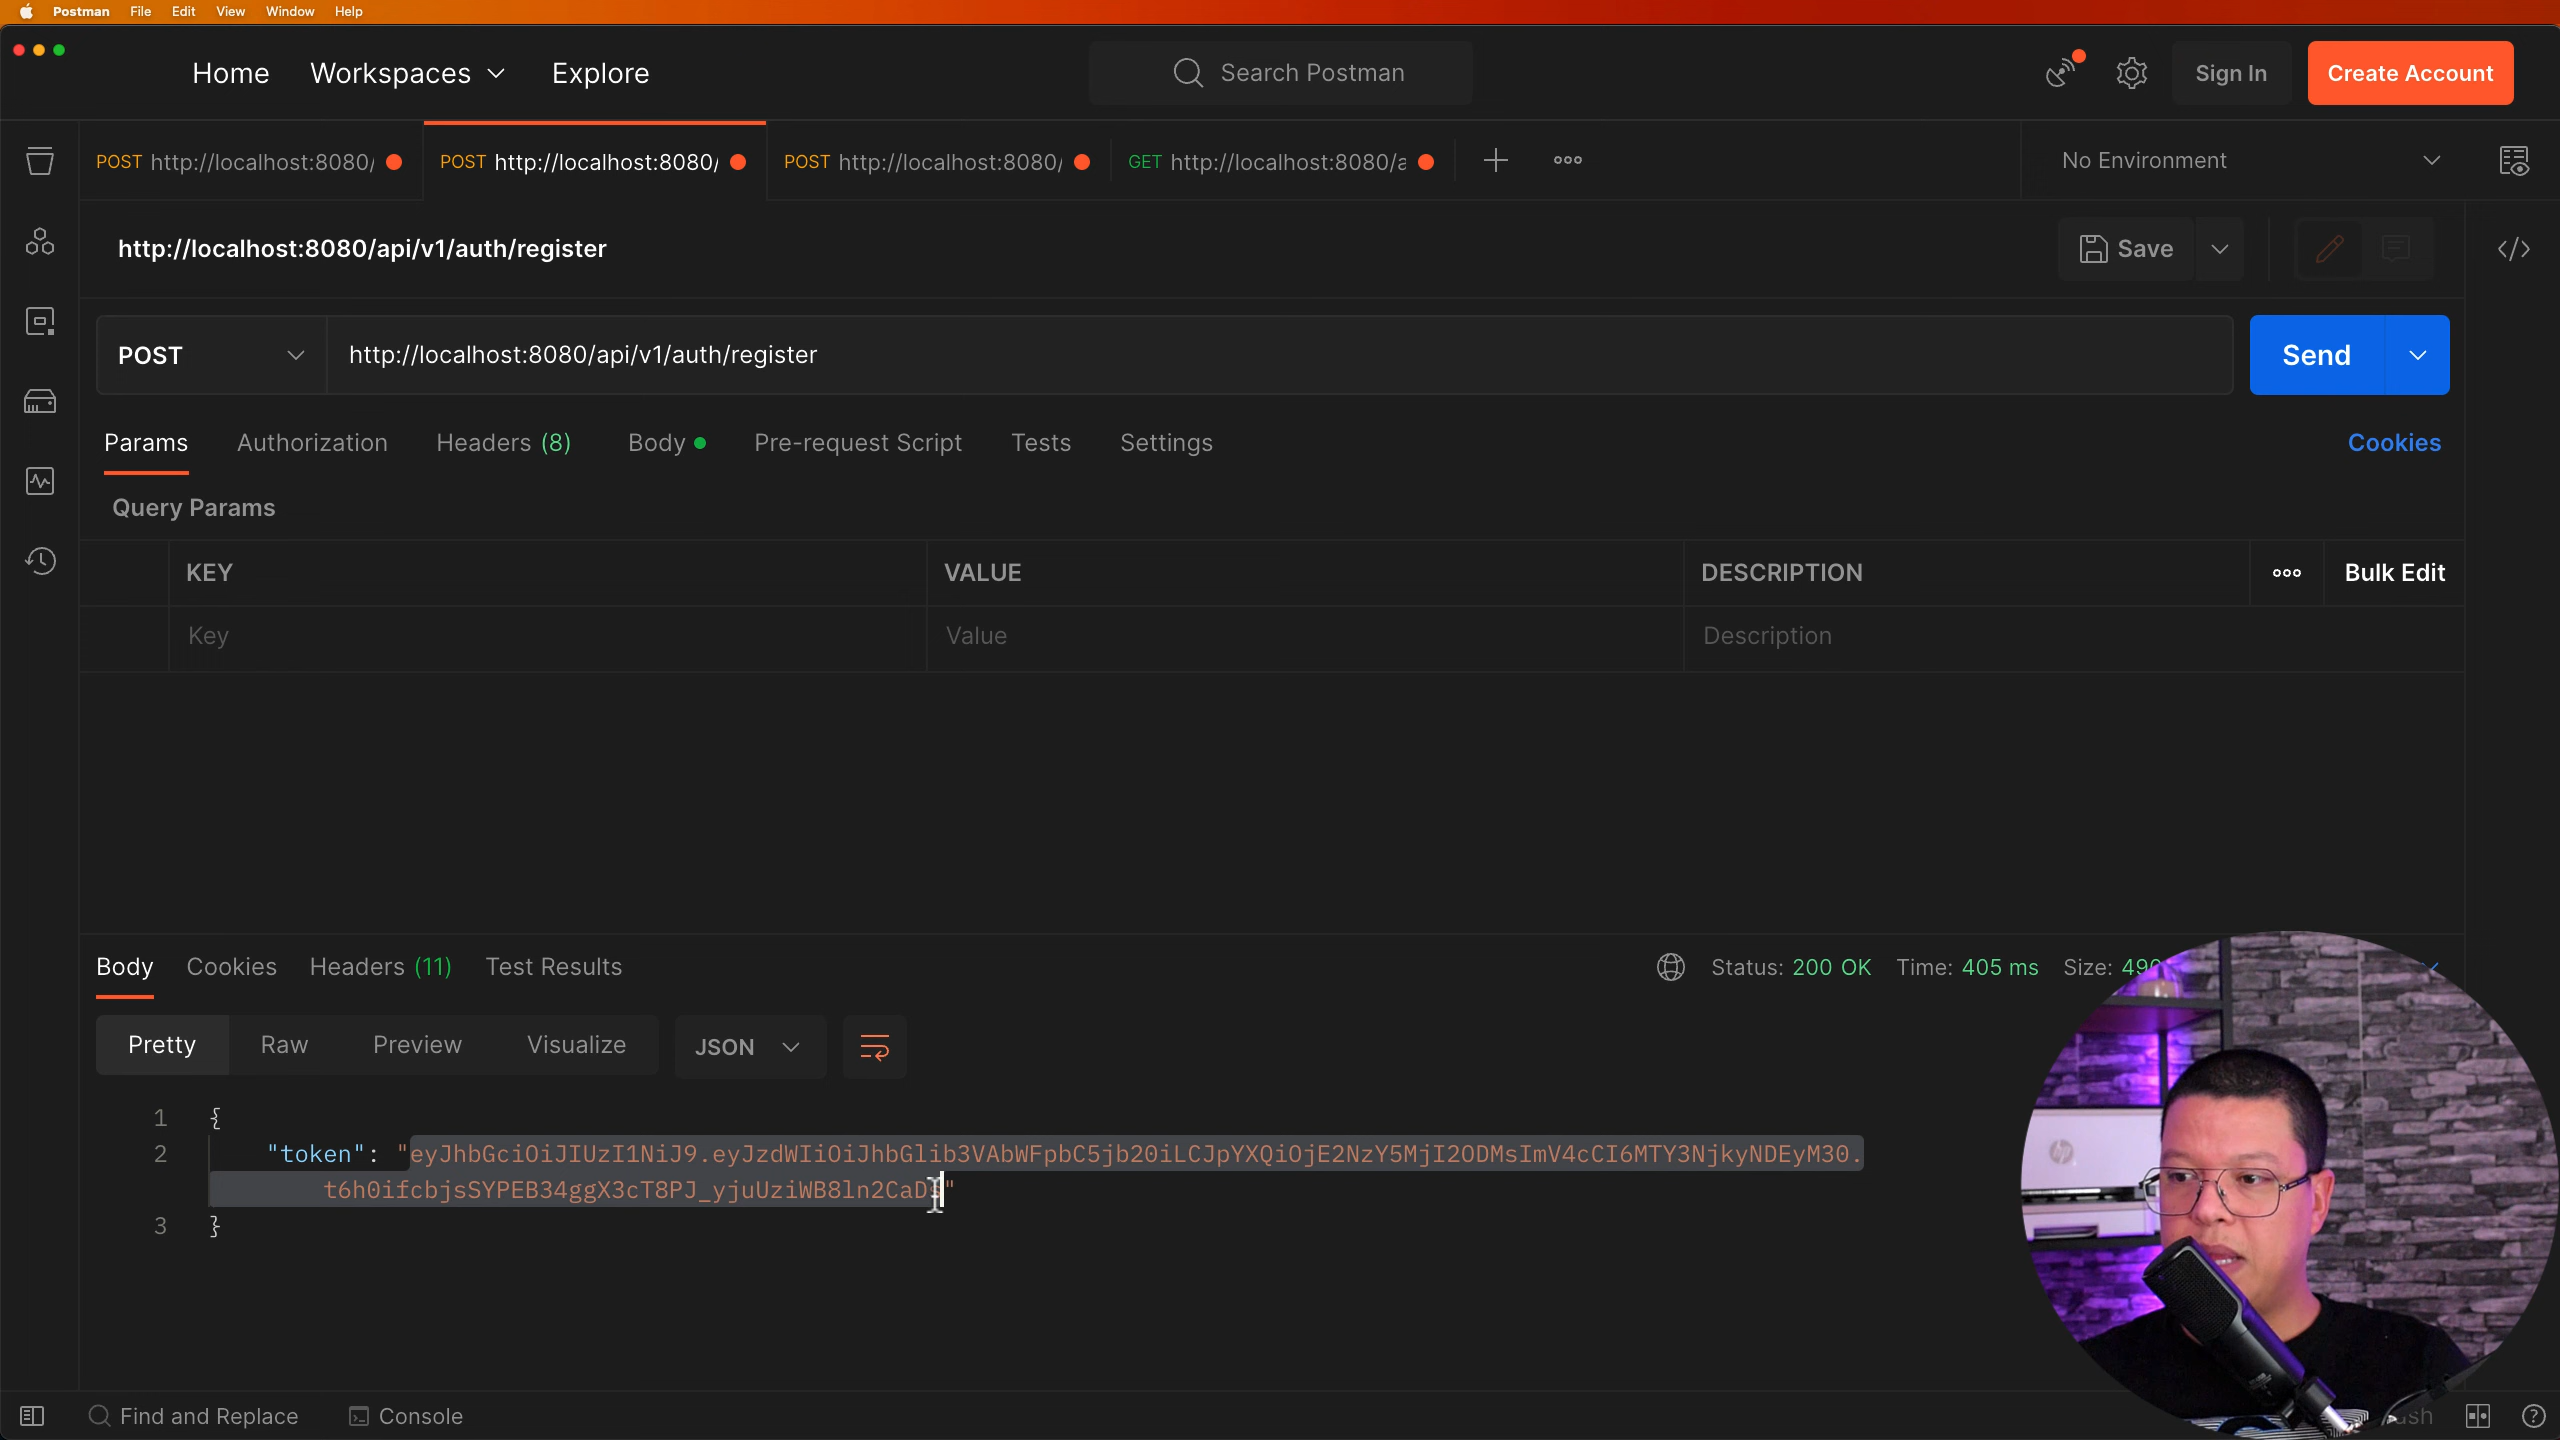 Postman File Edit View Window Help
Home Workspaces Explore Search Postman Sign In Create Account
POST http://localhost:8080/ POST http://localhost:8080/ POST http://localhost:8080/ GET http://localhost:8080/a No Environment
http://localhost:8080/api/v1/auth/register Save
POST http://localhost:8080/api/v1/auth/register Send
Params Authorization Headers (8) Body Pre-request Script Tests Settings Cookies
Query Params
KEY VALUE DESCRIPTION Bulk Edit
Key Value Description
Body Cookies Headers (11) Test Results Status: 200 OK Time: 405 ms Size:
Pretty Raw Preview Visualize JSON
1 {
2 "token": "eyJhbGciOiJIUzI1NiJ9.eyJzdWIiOiJhbGlib3VAbWFpbC5jb20iLCJpYXQiOjE2NzY5MjI2ODMsImV4cCI6MTY3NjkyNDEyM30.
t6h0ifcbjsSYPEB34ggX3cT8PJ_yjuUziWB8ln2CaDs"
3 }
Find and Replace Console